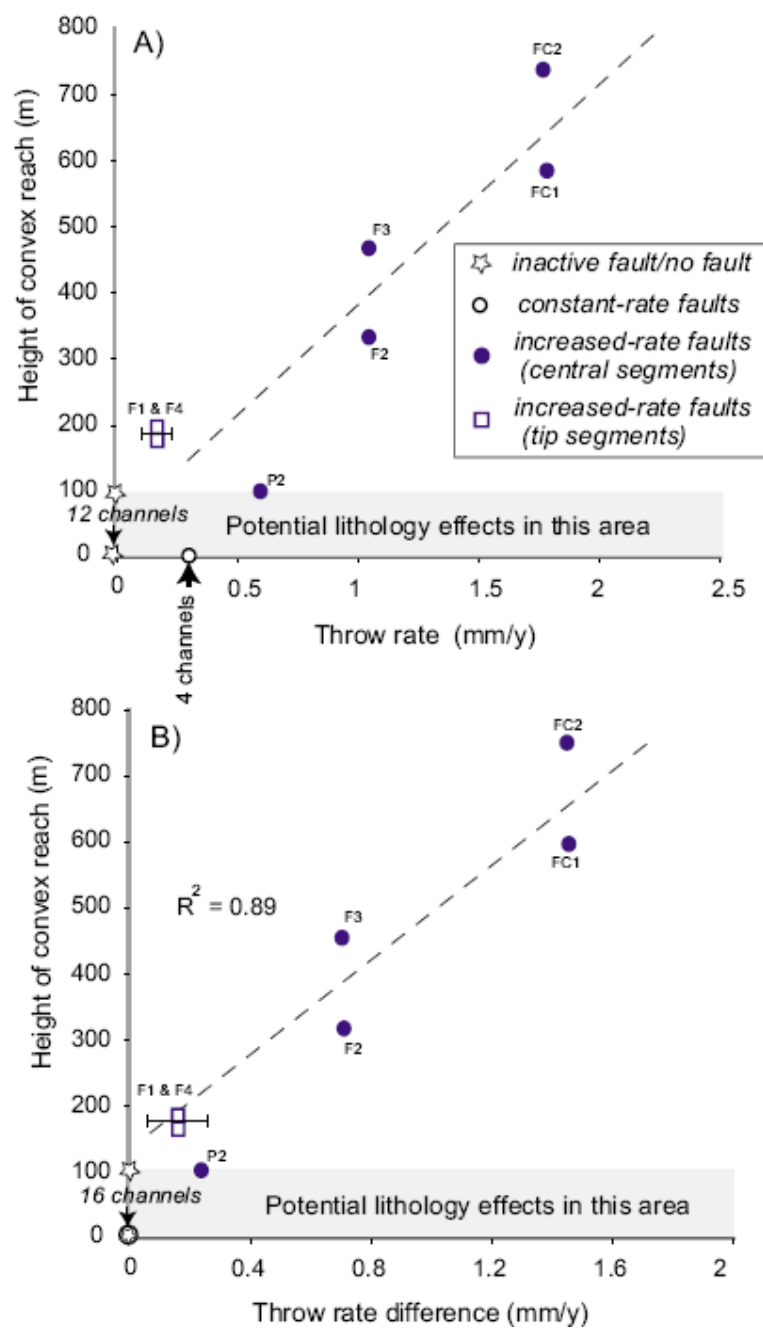 A)
Height of convex reach (m)
800
700
600
500
400
300
200
100
0
FC2
FC1
F3
F2
F1 & F4
P2
inactive fault/no fault
constant-rate faults
increased-rate faults
(central segments)
increased-rate faults
(tip segments)
12 channels
Potential lithology effects in this area
0
0.5
1
1.5
2
2.5
Throw rate (mm/y)
4 channels
B)
Height of convex reach (m)
800
700
600
500
400
300
200
100
0
FC2
FC1
R² = 0.89
F3
F2
F1 & F4
P2
16 channels
Potential lithology effects in this area
0
0.4
0.8
1.2
1.6
2
Throw rate difference (mm/y)